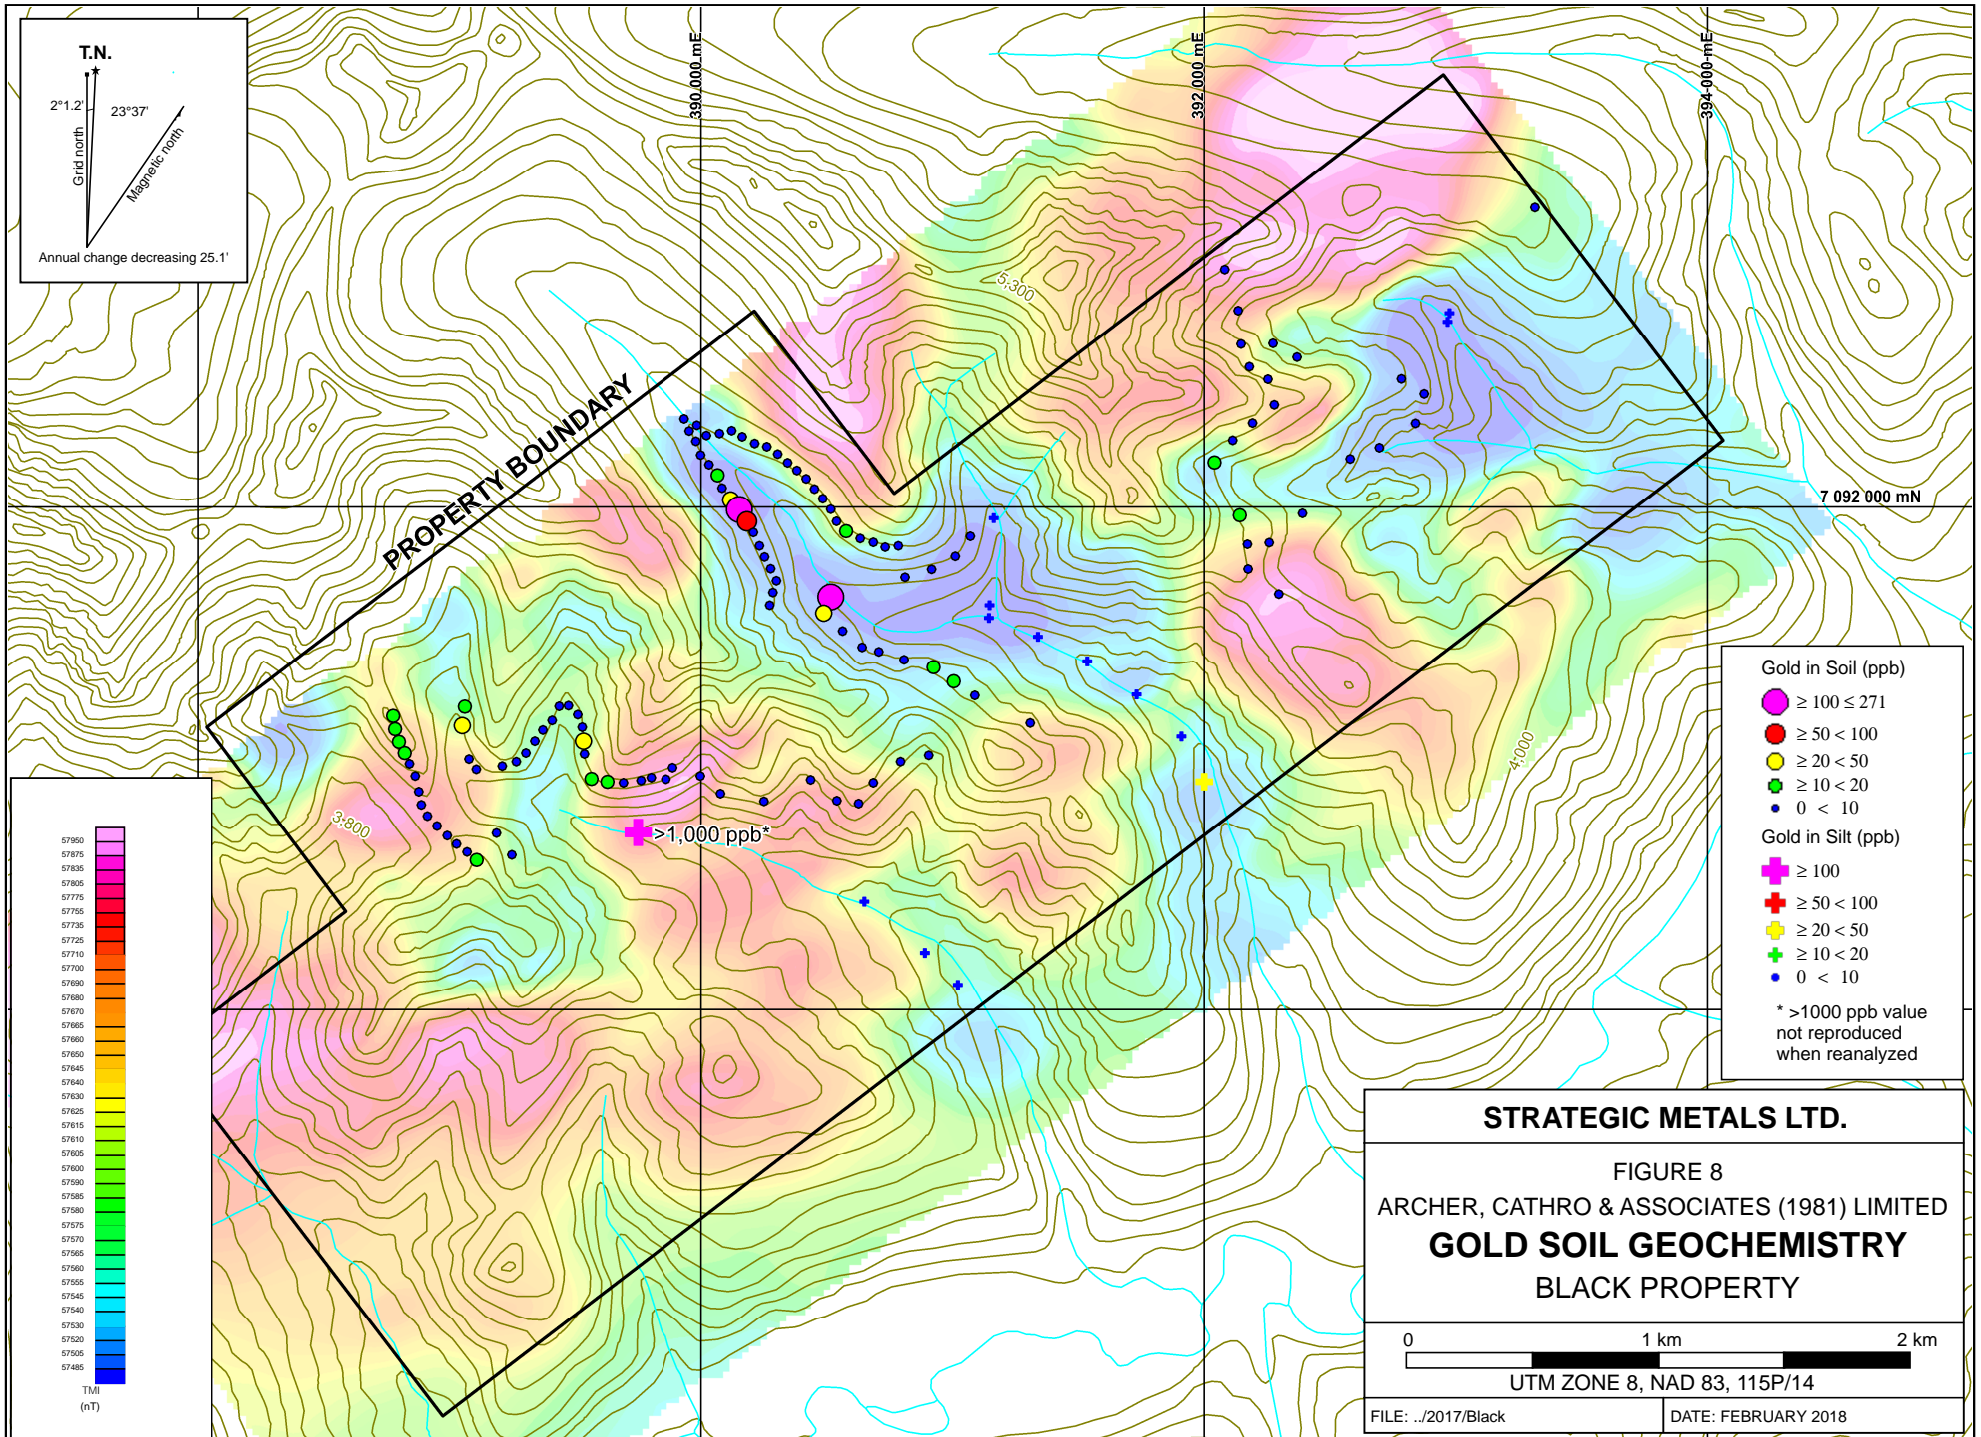 T.N.
2°1.2'
23°37'
Grid north
Magnetic north
Annual change decreasing 25.1'
390 000 mE
392 000 mE
394 000 mE
7 092 000 mN
PROPERTY BOUNDARY
5,300
3,800
4,000
>1,000 ppb*
Gold in Soil (ppb)
≥ 100 ≤ 271
≥ 50 < 100
≥ 20 < 50
≥ 10 < 20
0 < 10
Gold in Silt (ppb)
≥ 100
≥ 50 < 100
≥ 20 < 50
≥ 10 < 20
0 < 10
* >1000 ppb value
not reproduced
when reanalyzed
57950
57875
57835
57805
57775
57755
57735
57725
57710
57700
57690
57680
57670
57665
57660
57650
57645
57640
57630
57625
57615
57610
57605
57600
57590
57585
57580
57575
57570
57565
57560
57555
57545
57540
57530
57520
57505
57485
TMI
(nT)
STRATEGIC METALS LTD.
FIGURE 8
ARCHER, CATHRO & ASSOCIATES (1981) LIMITED
GOLD SOIL GEOCHEMISTRY
BLACK PROPERTY
0 1 km 2 km
UTM ZONE 8, NAD 83, 115P/14
FILE: ../2017/Black
DATE: FEBRUARY 2018